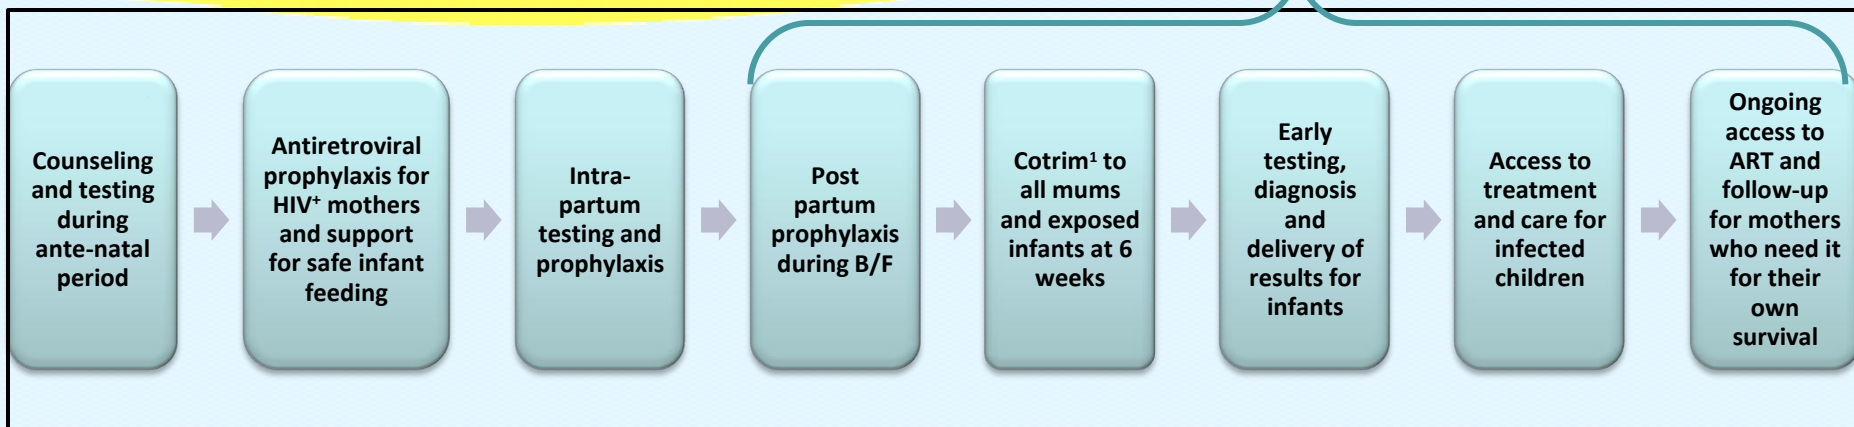 Counseling
and testing
during
ante-natal
period
Antiretroviral
prophylaxis for
HIV⁺ mothers
and support
for safe infant
feeding
Intra-
partum
testing and
prophylaxis
Post
partum
prophylaxis
during B/F
Cotrim¹ to
all mums
and exposed
infants at 6
weeks
Early
testing,
diagnosis
and
delivery of
results for
infants
Access to
treatment
and care for
infected
children
Ongoing
access to
ART and
follow-up
for mothers
who need it
for their
own
survival